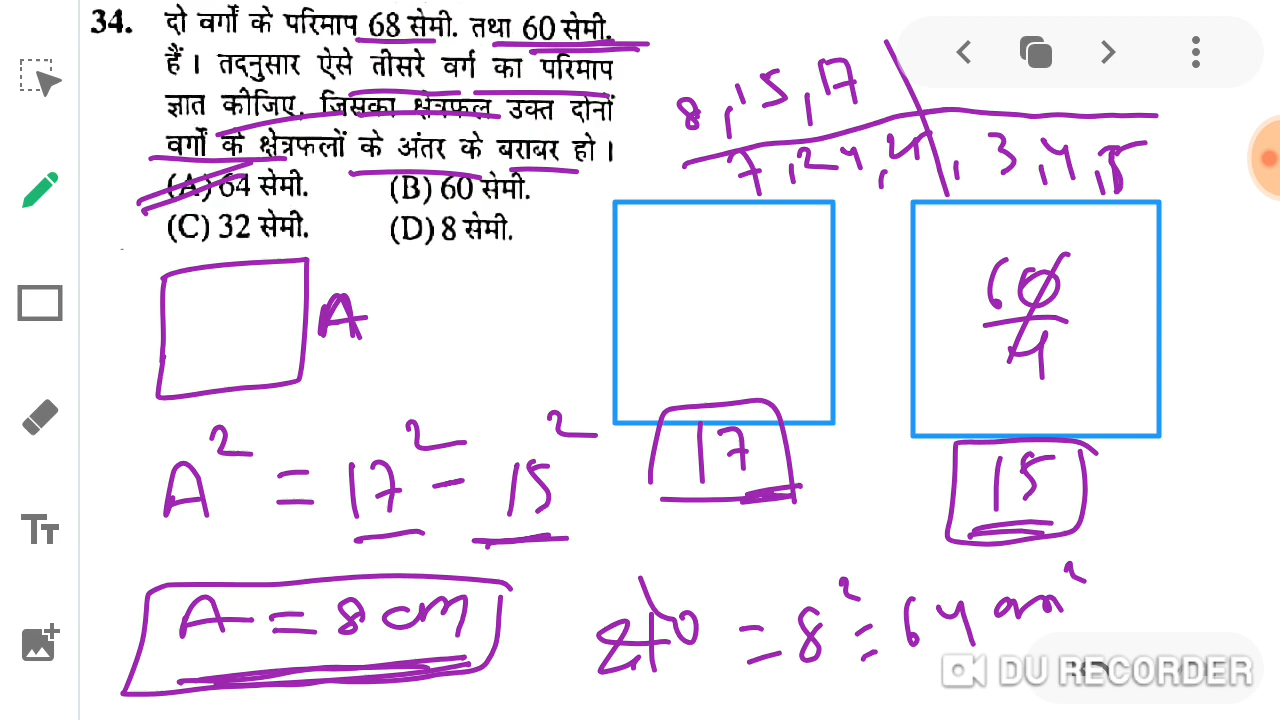 34. दो वर्गों के परिमाप 68 सेमी. तथा 60 सेमी.
हैं । तदनुसार ऐसे तीसरे वर्ग का परिमाप
ज्ञात कीजिए, जिसका क्षेत्रफल उक्त दोनों
वर्गों के क्षेत्रफलों के अंतर के बराबर हो ।
(A) 64 सेमी. (B) 60 सेमी.
(C) 32 सेमी. (D) 8 सेमी.
8, 15, 17
7, 24, 
, 3, 4, 5
60/4
A
17
15
A² = 17² - 15²
A = 8 cm
= 8² = 64 cm²
Tт
DU RECORDER